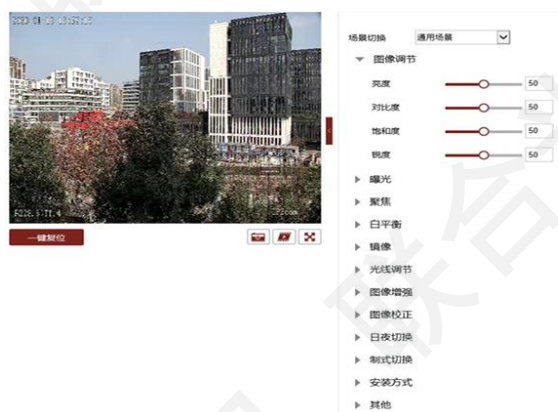 场景切换 通用场景
图像调节
亮度 50
对比度 50
饱和度 50
锐度 50
曝光
聚焦
白平衡
镜像
光线调节
图像增强
图像校正
日夜切换
制式切换
安装方式
其他
一键复位
联合